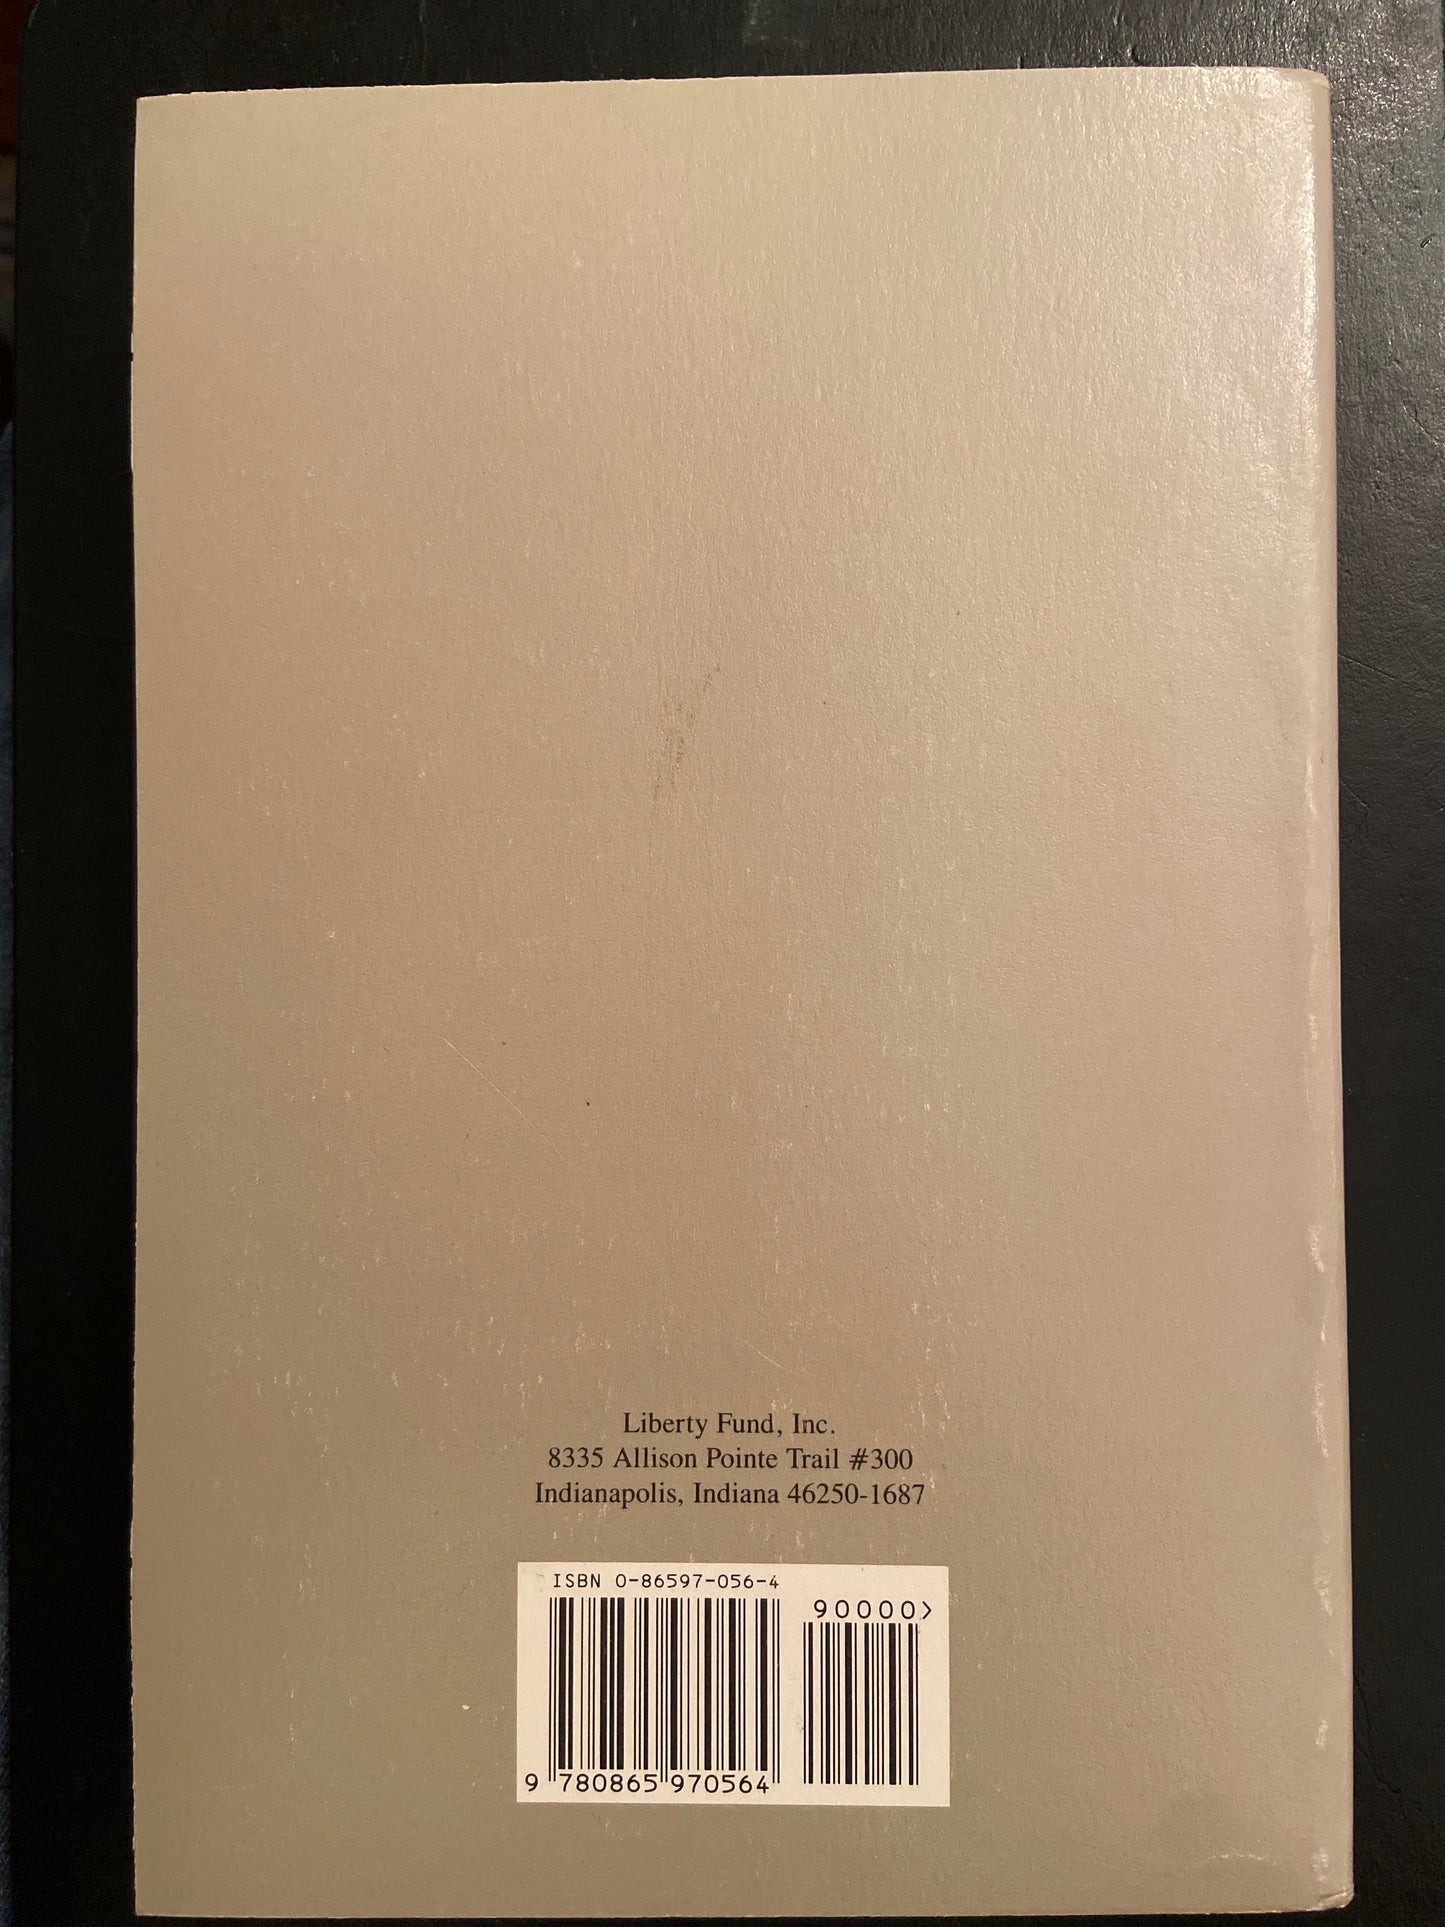 Liberty Fund, Inc.
8335 Allison Pointe Trail #300
Indianapolis, Indiana 46250-1687
ISBN 0-86597-056-4
90000>
9 780865 970564